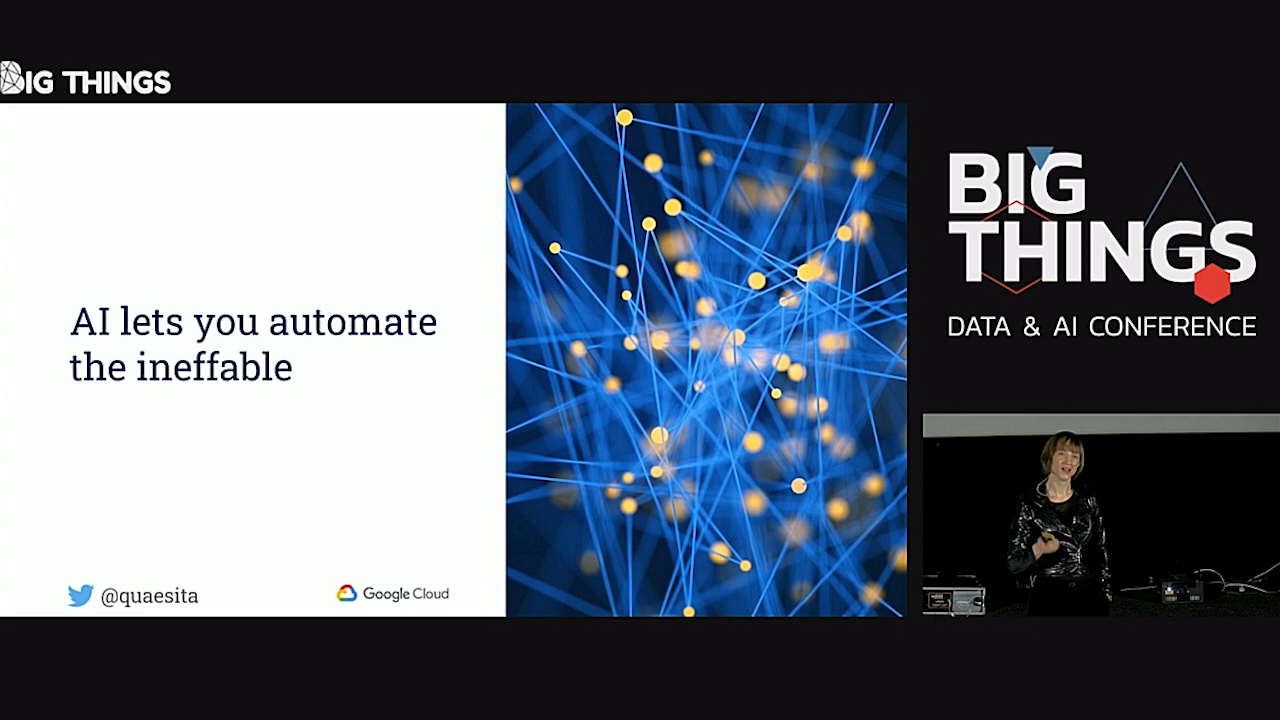 BIG THINGS
AI lets you automate
the ineffable
@quaesita
Google Cloud
BIG
THINGS
DATA & AI CONFERENCE